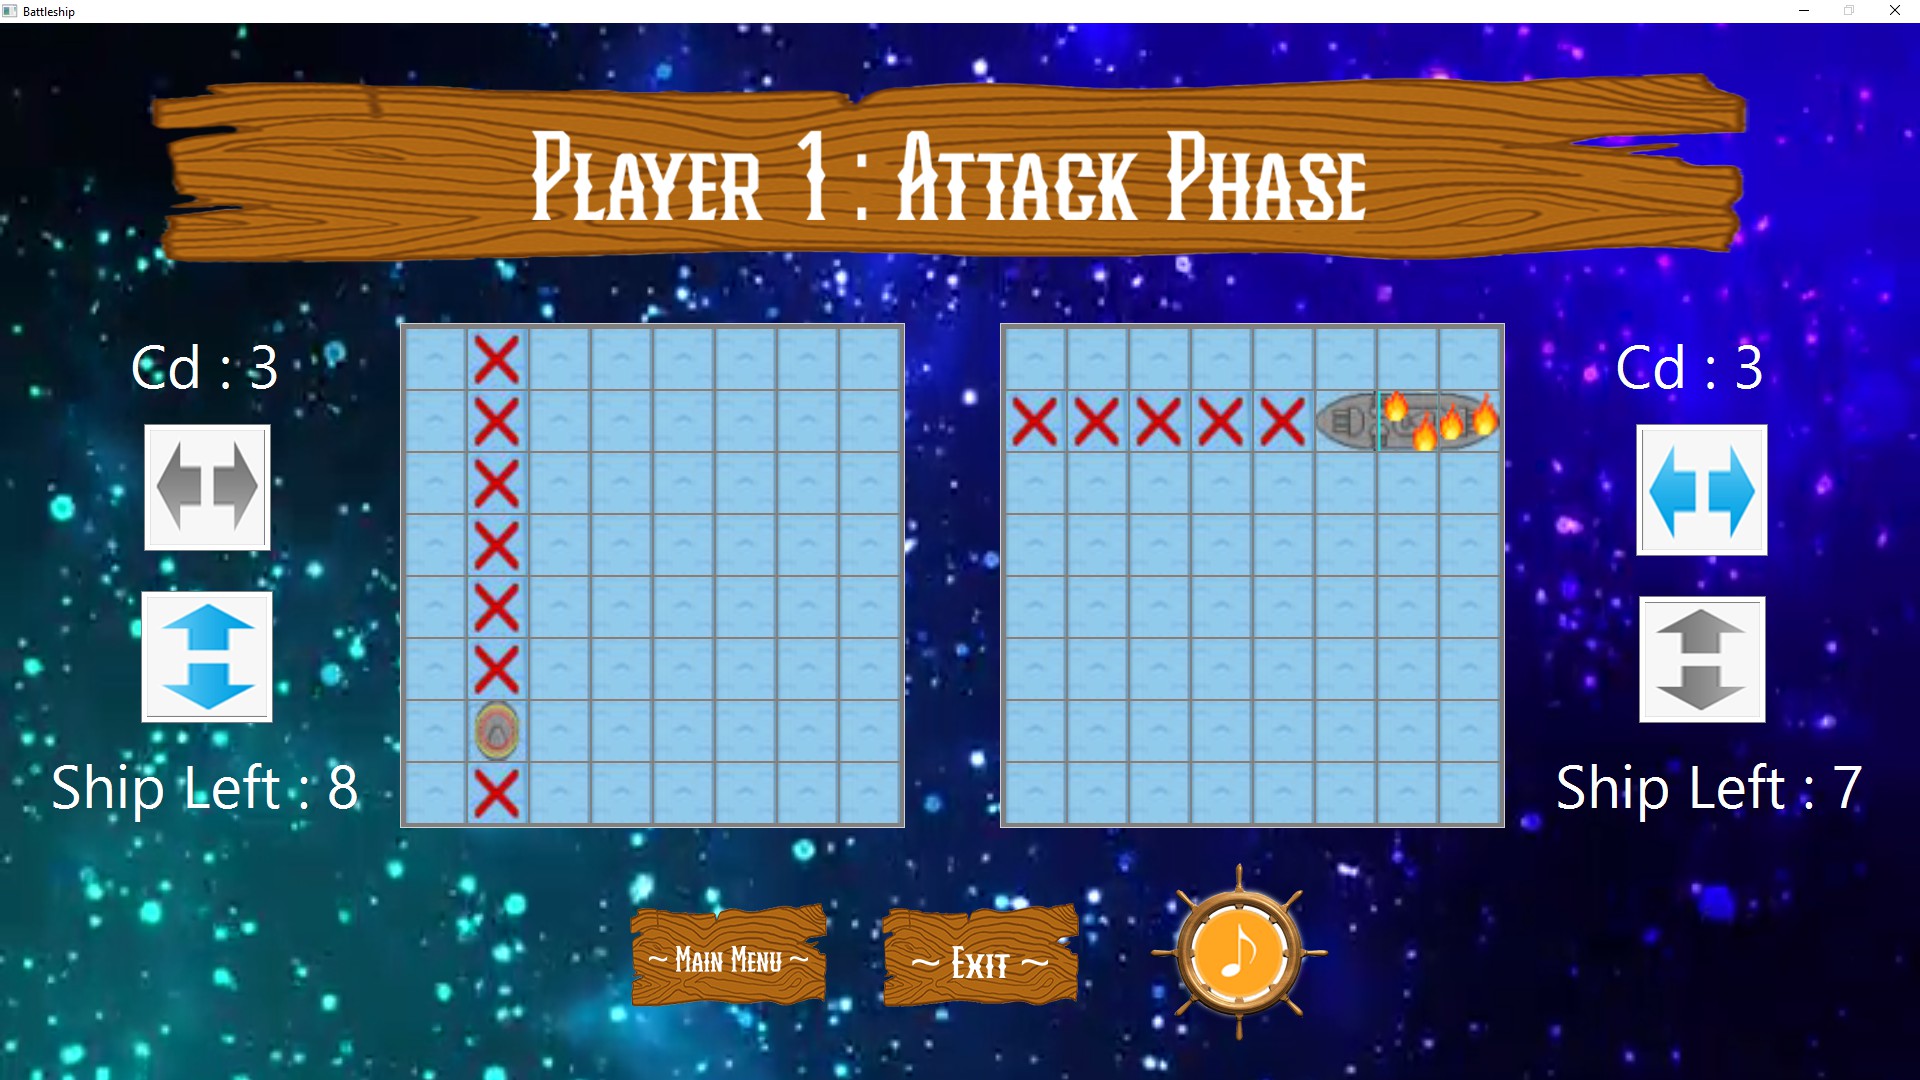 Battleship
Player 1 : Attack Phase
Cd : 3
Cd : 3
Ship Left : 8
Ship Left : 7
~ Main Menu ~
~ Exit ~